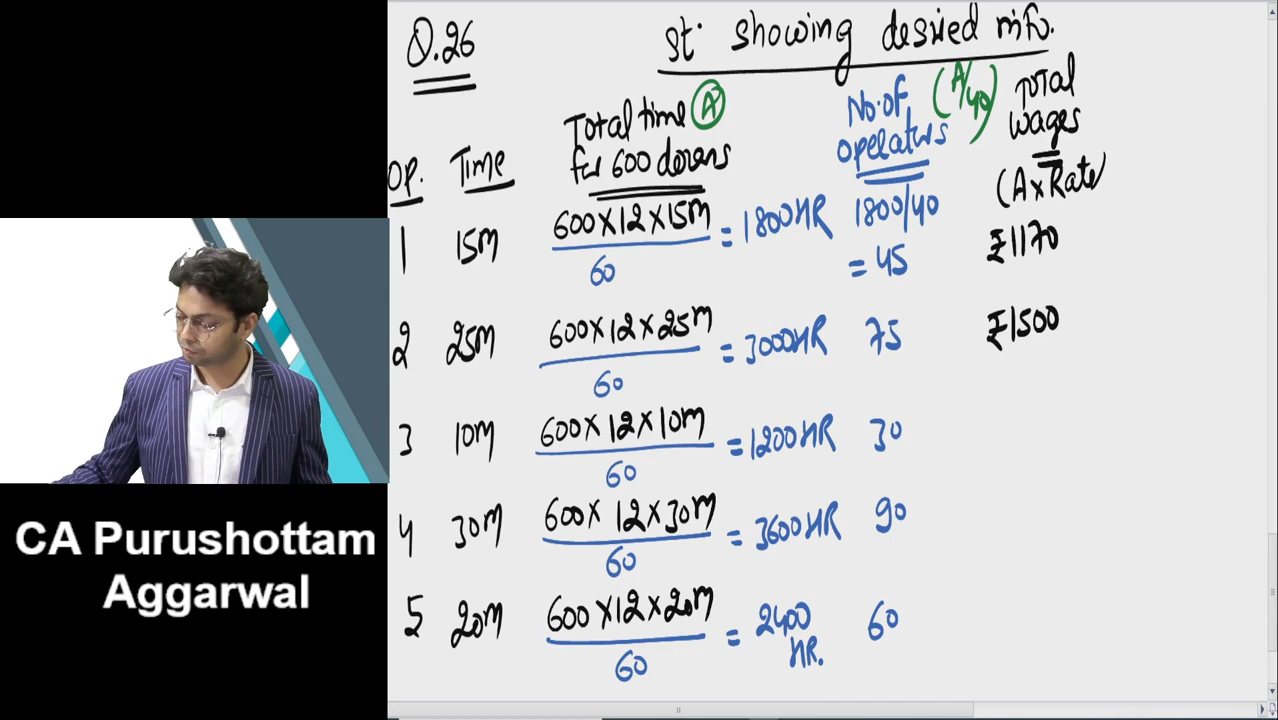 Q.26
St. showing desired info.
Op.
Time
Total time (A)
for 600 dozens
No. of
operators
(A/40)
Total
wages
(A x Rate)
1
15M
600 x 12 x 15M
60
= 1800 HR
1800/40
= 45
₹1170
2
25M
600 x 12 x 25M
60
= 3000 HR
75
₹1500
3
10M
600 x 12 x 10M
60
= 1200 HR
30
4
30M
600 x 12 x 30M
60
= 3600 HR
90
5
20M
600 x 12 x 20M
60
= 2400
HR.
60
CA Purushottam
Aggarwal